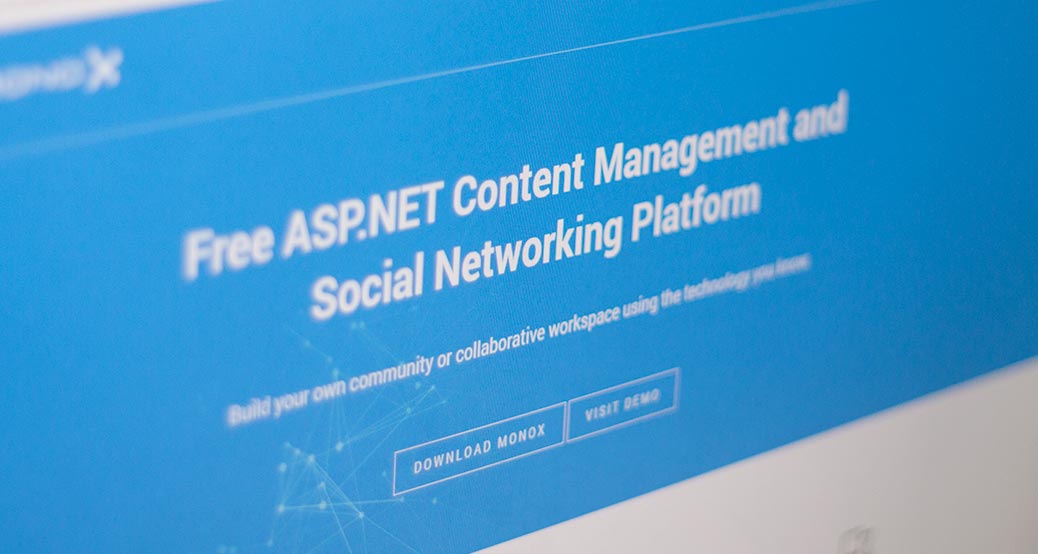 MONOX
Free ASP.NET Content Management and
Social Networking Platform
Build your own community or collaborative workspace using the technology you know.
DOWNLOAD MONOX
VISIT DEMO